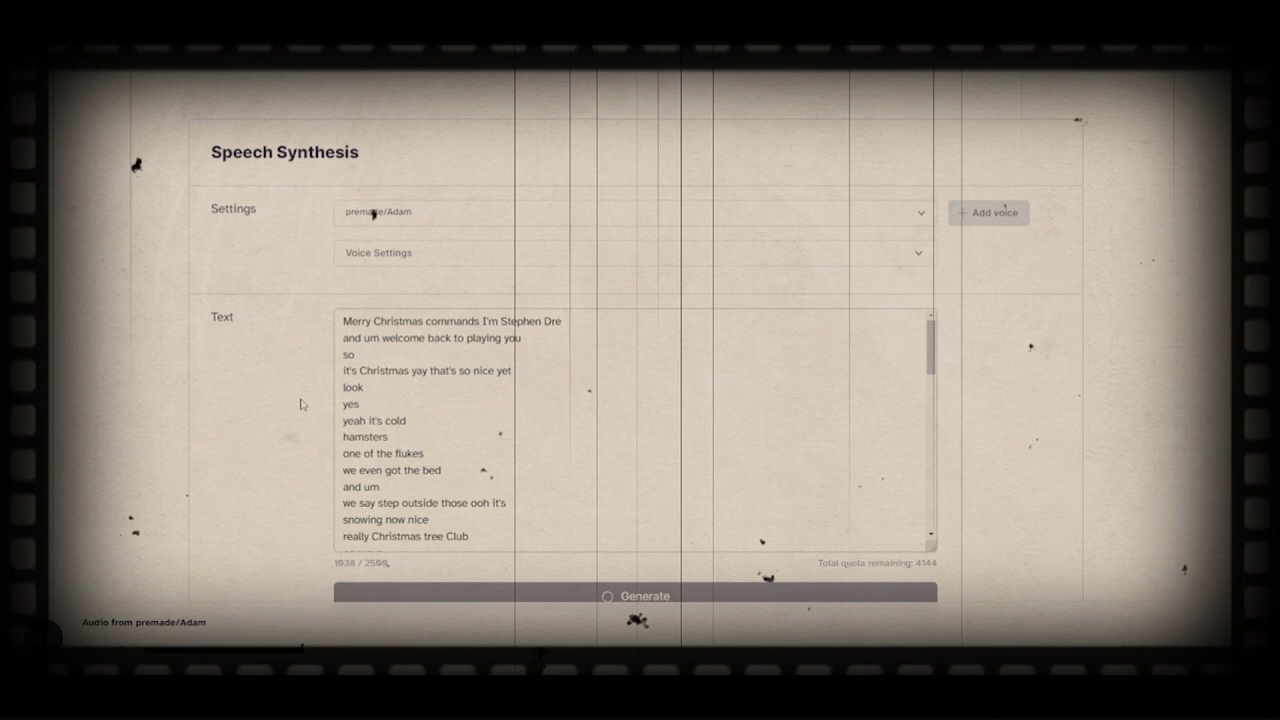 Speech Synthesis
Settings
premade/Adam
+ Add voice
Voice Settings
Text
Merry Christmas commands I'm Stephen Dre
and um welcome back to playing you
so
it's Christmas yay that's so nice yet
look
yes
yeah it's cold
hamsters
one of the flukes
we even got the bed
and um
we say step outside those ooh it's
snowing now nice
really Christmas tree Club
1038 / 2500
Total quota remaining: 4144
Generate
Audio from premade/Adam